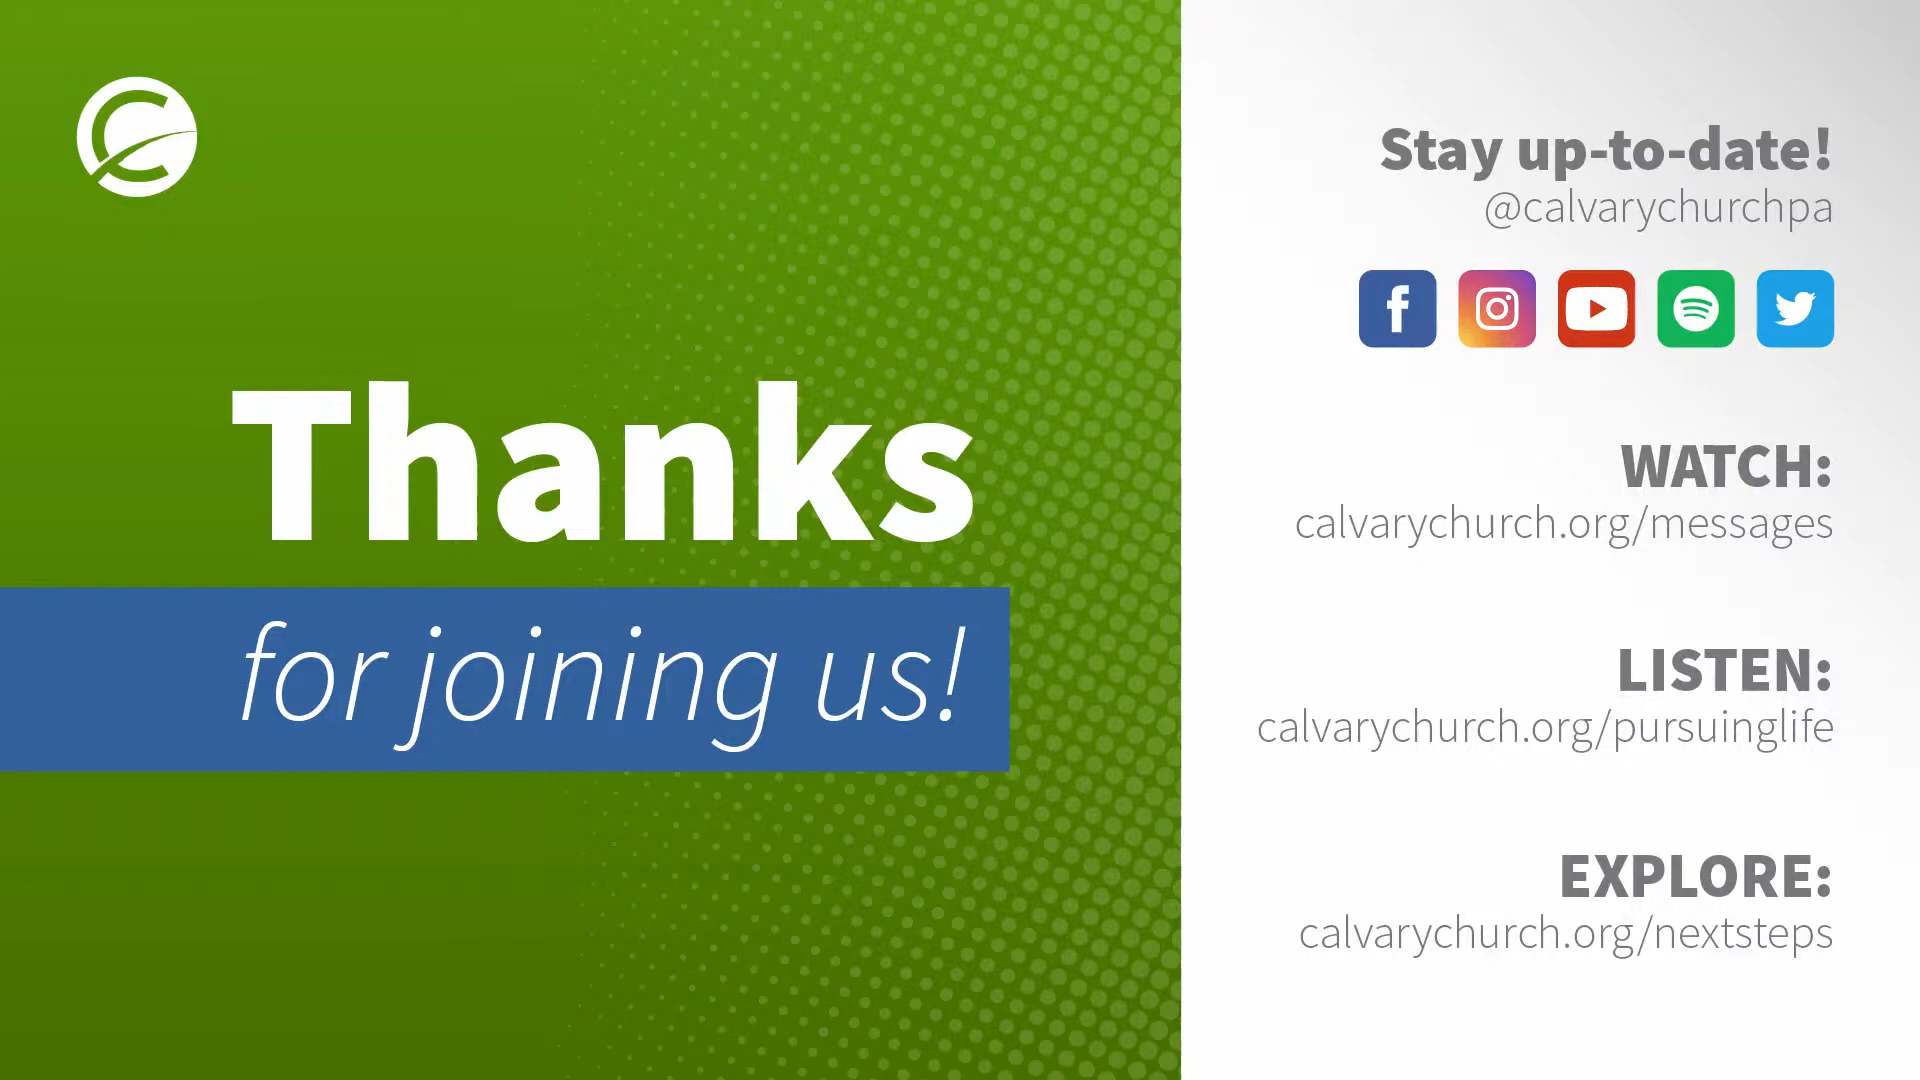 Thanks
for joining us!
Stay up-to-date!
@calvarychurchpa
WATCH:
calvarychurch.org/messages
LISTEN:
calvarychurch.org/pursuinglife
EXPLORE:
calvarychurch.org/nextsteps